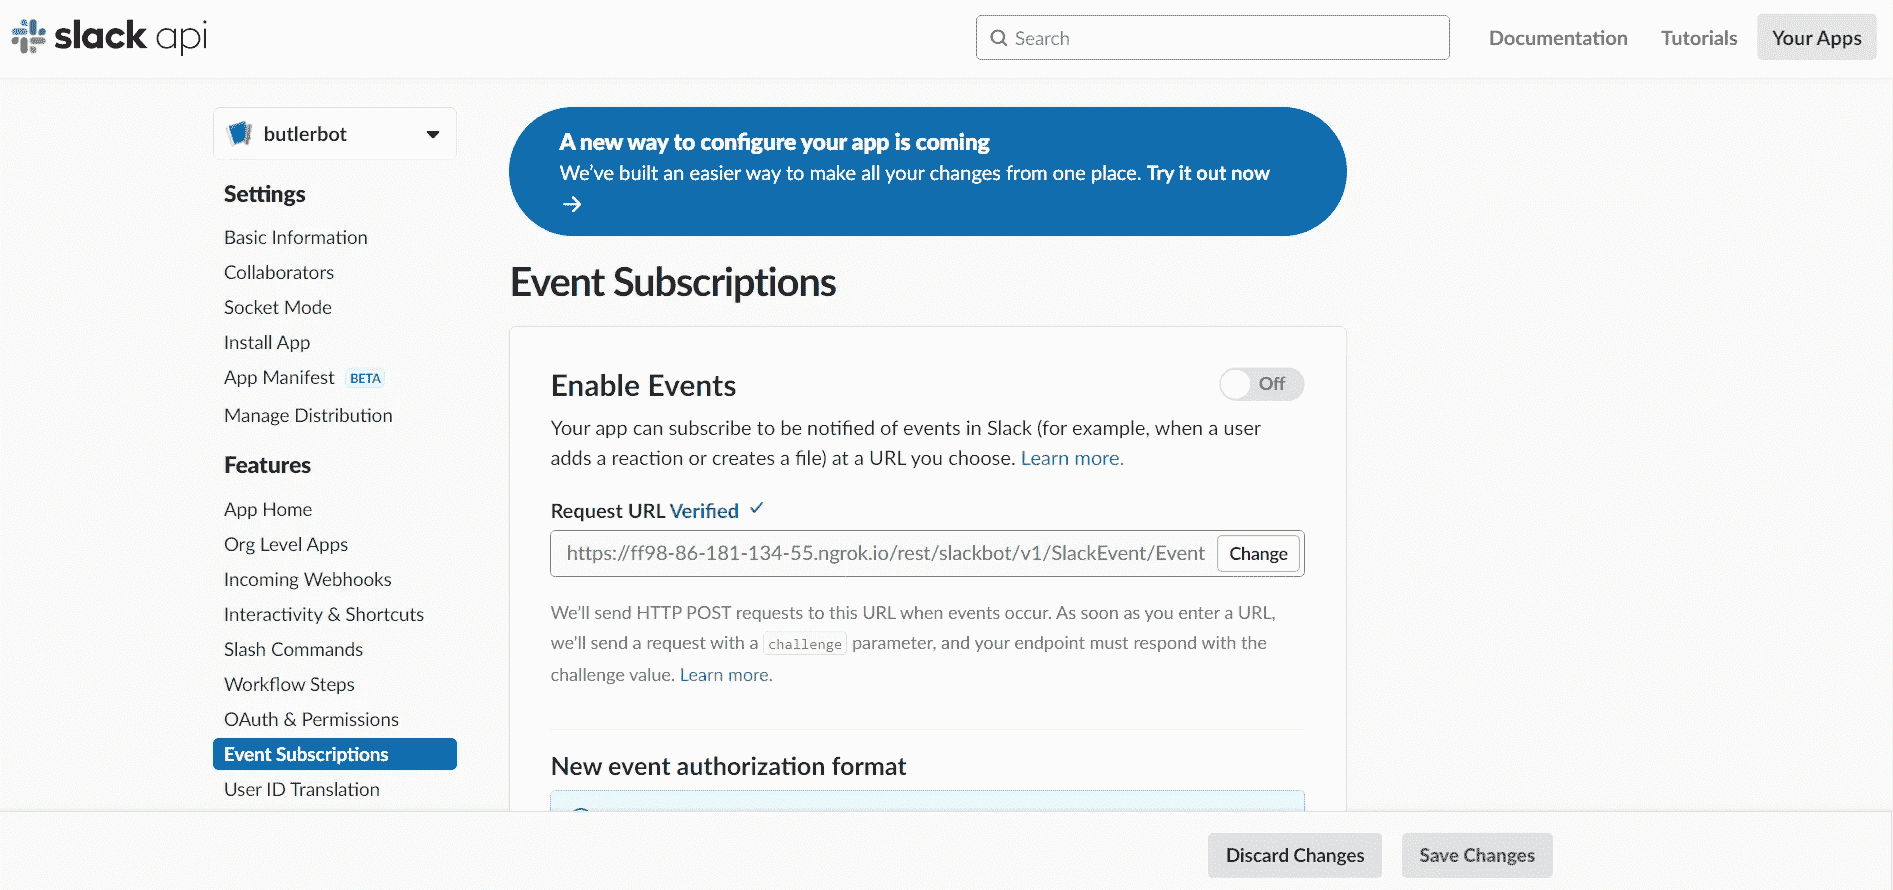 slack api
Search
Documentation
Tutorials
Your Apps
butlerbot
Settings
Basic Information
Collaborators
Socket Mode
Install App
App Manifest BETA
Manage Distribution
Features
App Home
Org Level Apps
Incoming Webhooks
Interactivity & Shortcuts
Slash Commands
Workflow Steps
OAuth & Permissions
Event Subscriptions
User ID Translation
A new way to configure your app is coming
We’ve built an easier way to make all your changes from one place. Try it out now
→
Event Subscriptions
Enable Events
Off
Your app can subscribe to be notified of events in Slack (for example, when a user
adds a reaction or creates a file) at a URL you choose. Learn more.
Request URL Verified ✓
https://ff98-86-181-134-55.ngrok.io/rest/slackbot/v1/SlackEvent/Event
Change
We’ll send HTTP POST requests to this URL when events occur. As soon as you enter a URL,
we’ll send a request with a challenge parameter, and your endpoint must respond with the
challenge value. Learn more.
New event authorization format
Discard Changes
Save Changes